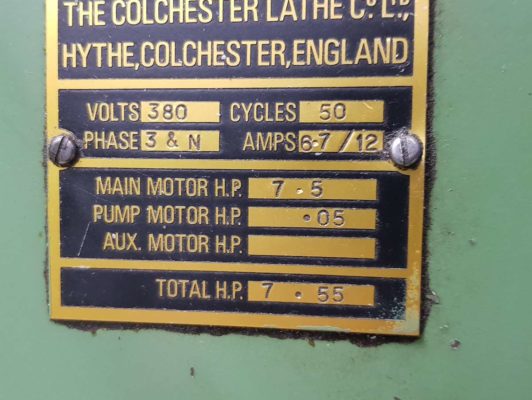 THE COLCHESTER LATHE Co LTD.,
HYTHE, COLCHESTER, ENGLAND
VOLTS 380 CYCLES 50
PHASE 3 & N AMPS 6·7/12
MAIN MOTOR H.P. 7.5
PUMP MOTOR H.P. ·05
AUX. MOTOR H.P.
TOTAL H.P. 7·55